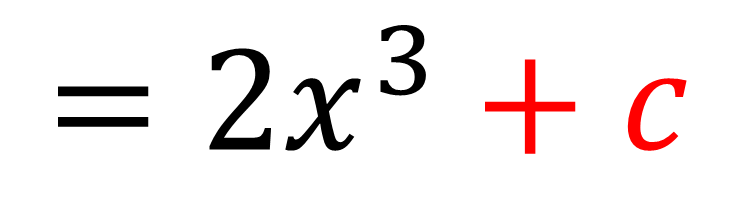 = 2x³ + c